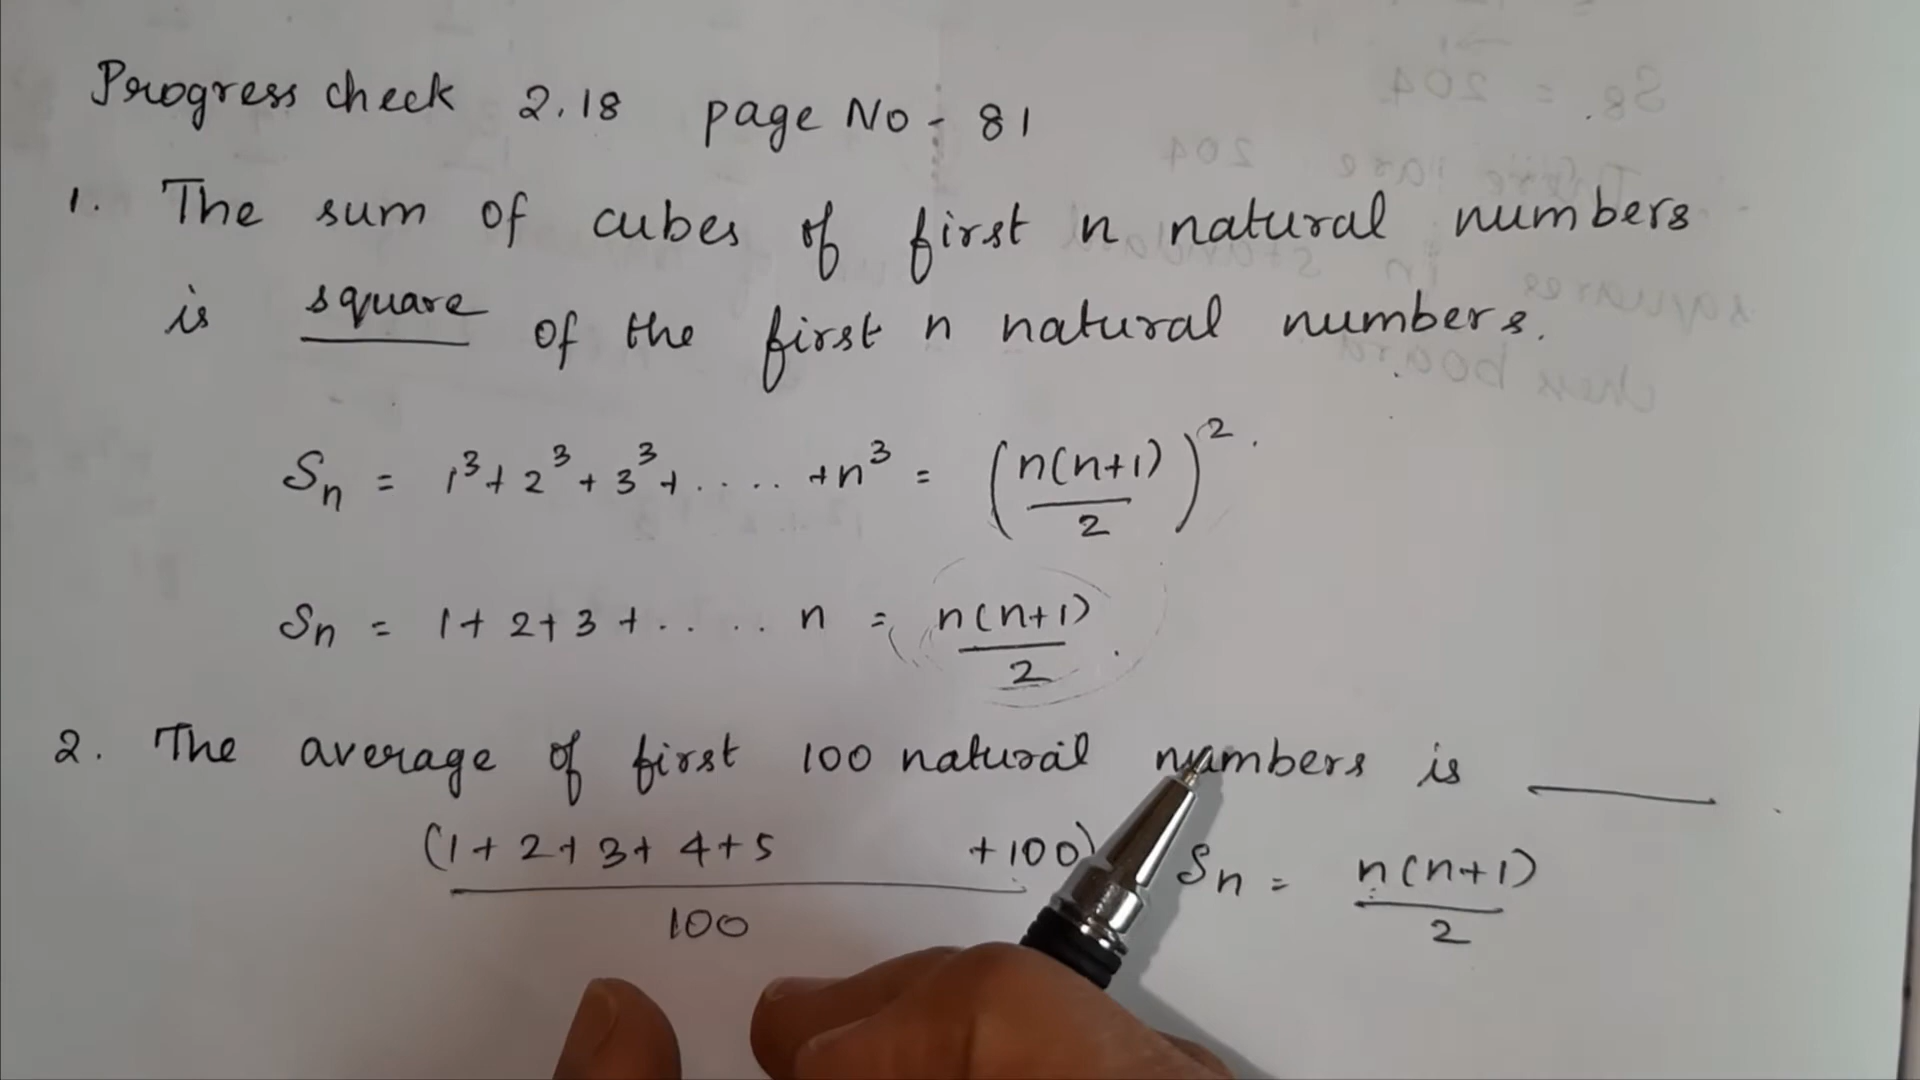 Progress check 2.18 page No - 81
1. The sum of cubes of first n natural numbers
is square of the first n natural numbers.
Sn = 1³ + 2³ + 3³ + . . . . + n³ = (n(n+1)/2)².
Sn = 1 + 2 + 3 + . . . . . n = n(n+1)/2.
2. The average of first 100 natural numbers is ____
(1 + 2 + 3 + 4 + 5 + 100)/100 Sn = n(n+1)/2